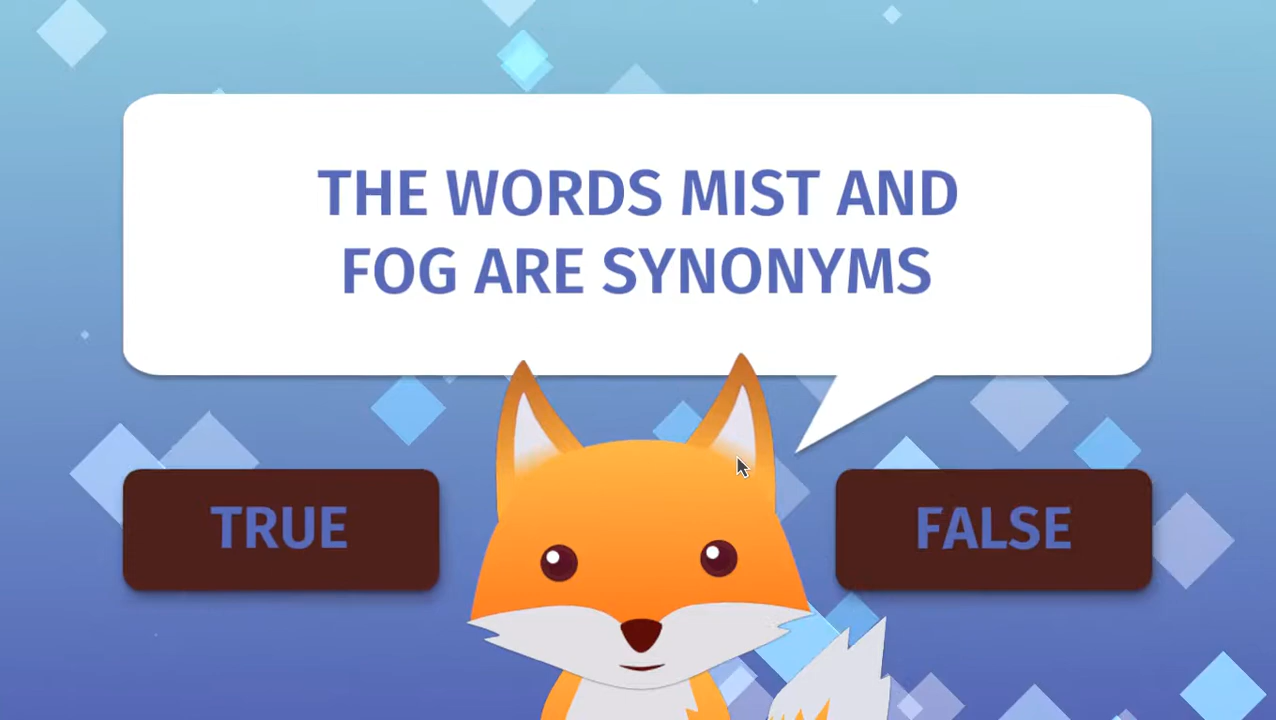 THE WORDS MIST AND
FOG ARE SYNONYMS
TRUE
FALSE